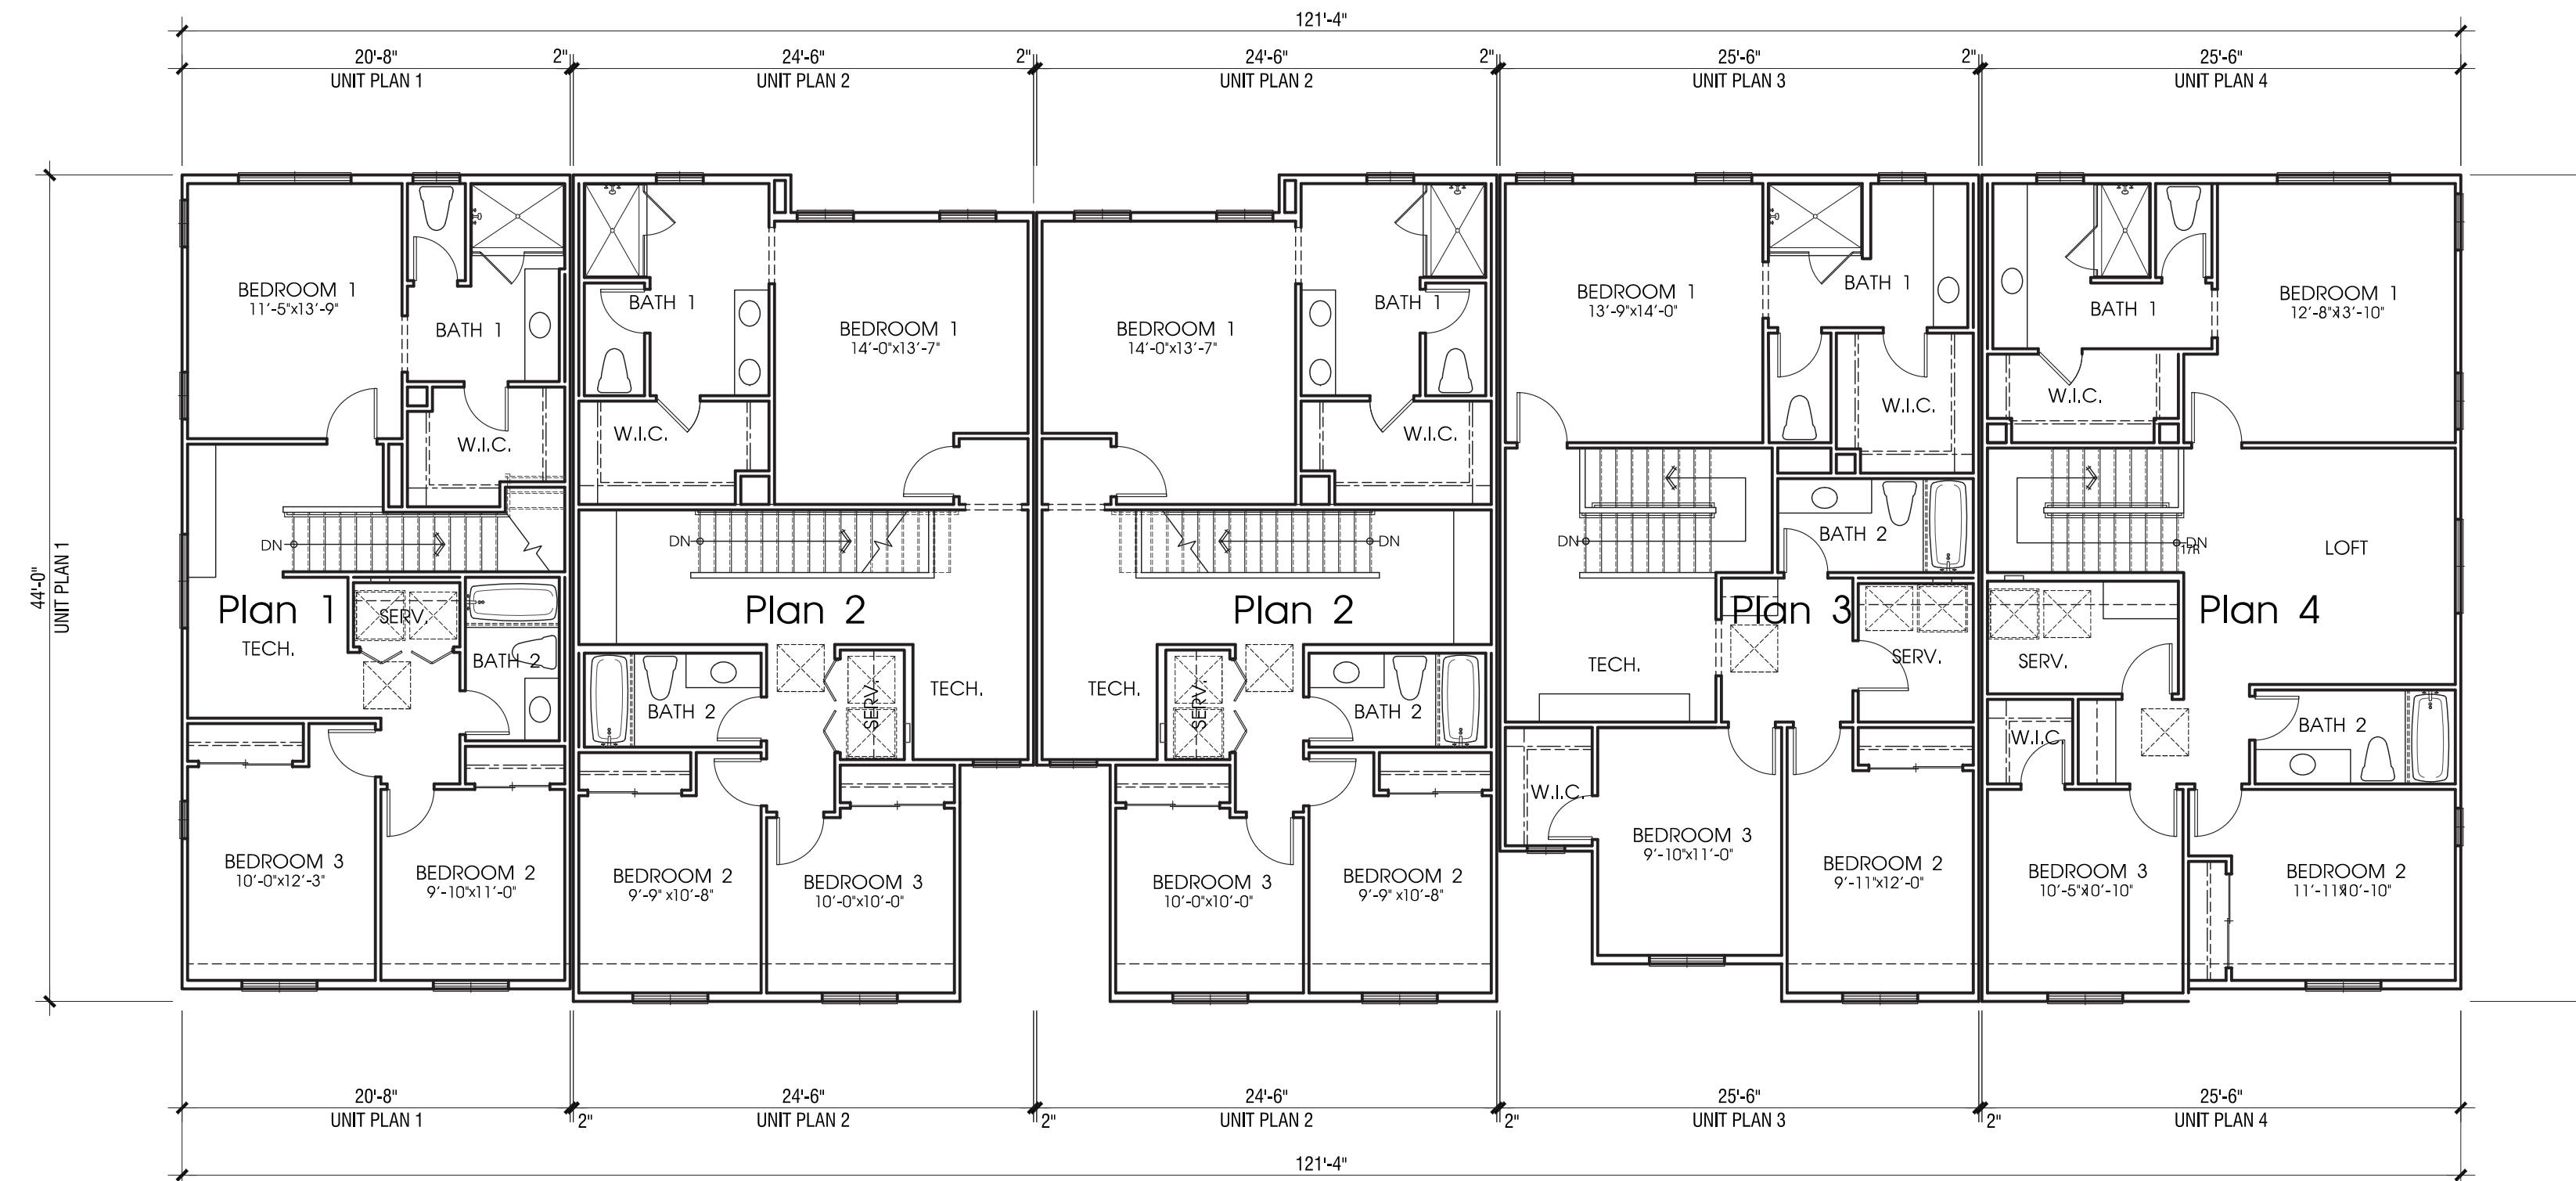 121'-4"
20'-8"
2"
24'-6"
2"
24'-6"
2"
25'-6"
2"
25'-6"
UNIT PLAN 1
UNIT PLAN 2
UNIT PLAN 2
UNIT PLAN 3
UNIT PLAN 4
44'-0"
UNIT PLAN 1
BEDROOM 1
11'-5"x13'-9"
BATH 1
W.I.C.
DN
Plan 1
TECH.
SERV.
BATH 2
BEDROOM 3
10'-0"x12'-3"
BEDROOM 2
9'-10"x11'-0"
BATH 1
BEDROOM 1
14'-0"x13'-7"
W.I.C.
DN
Plan 2
TECH.
SERV.
BATH 2
BEDROOM 2
9'-9" x10'-8"
BEDROOM 3
10'-0"x10'-0"
BEDROOM 1
14'-0"x13'-7"
BATH 1
W.I.C.
DN
Plan 2
TECH.
SERV.
BATH 2
BEDROOM 3
10'-0"x10'-0"
BEDROOM 2
9'-9" x10'-8"
BEDROOM 1
13'-9"x14'-0"
BATH 1
W.I.C.
DN
BATH 2
Plan 3
TECH.
SERV.
W.I.C.
BEDROOM 3
9'-10"x11'-0"
BEDROOM 2
9'-11"x12'-0"
BATH 1
BEDROOM 1
12'-8"x13'-10"
W.I.C.
DN
17R
LOFT
Plan 4
SERV.
W.I.C.
BATH 2
BEDROOM 3
10'-5"x10'-10"
BEDROOM 2
11'-11"x10'-10"
20'-8"
24'-6"
24'-6"
25'-6"
25'-6"
UNIT PLAN 1
2"
UNIT PLAN 2
2"
UNIT PLAN 2
2"
UNIT PLAN 3
2"
UNIT PLAN 4
121'-4"